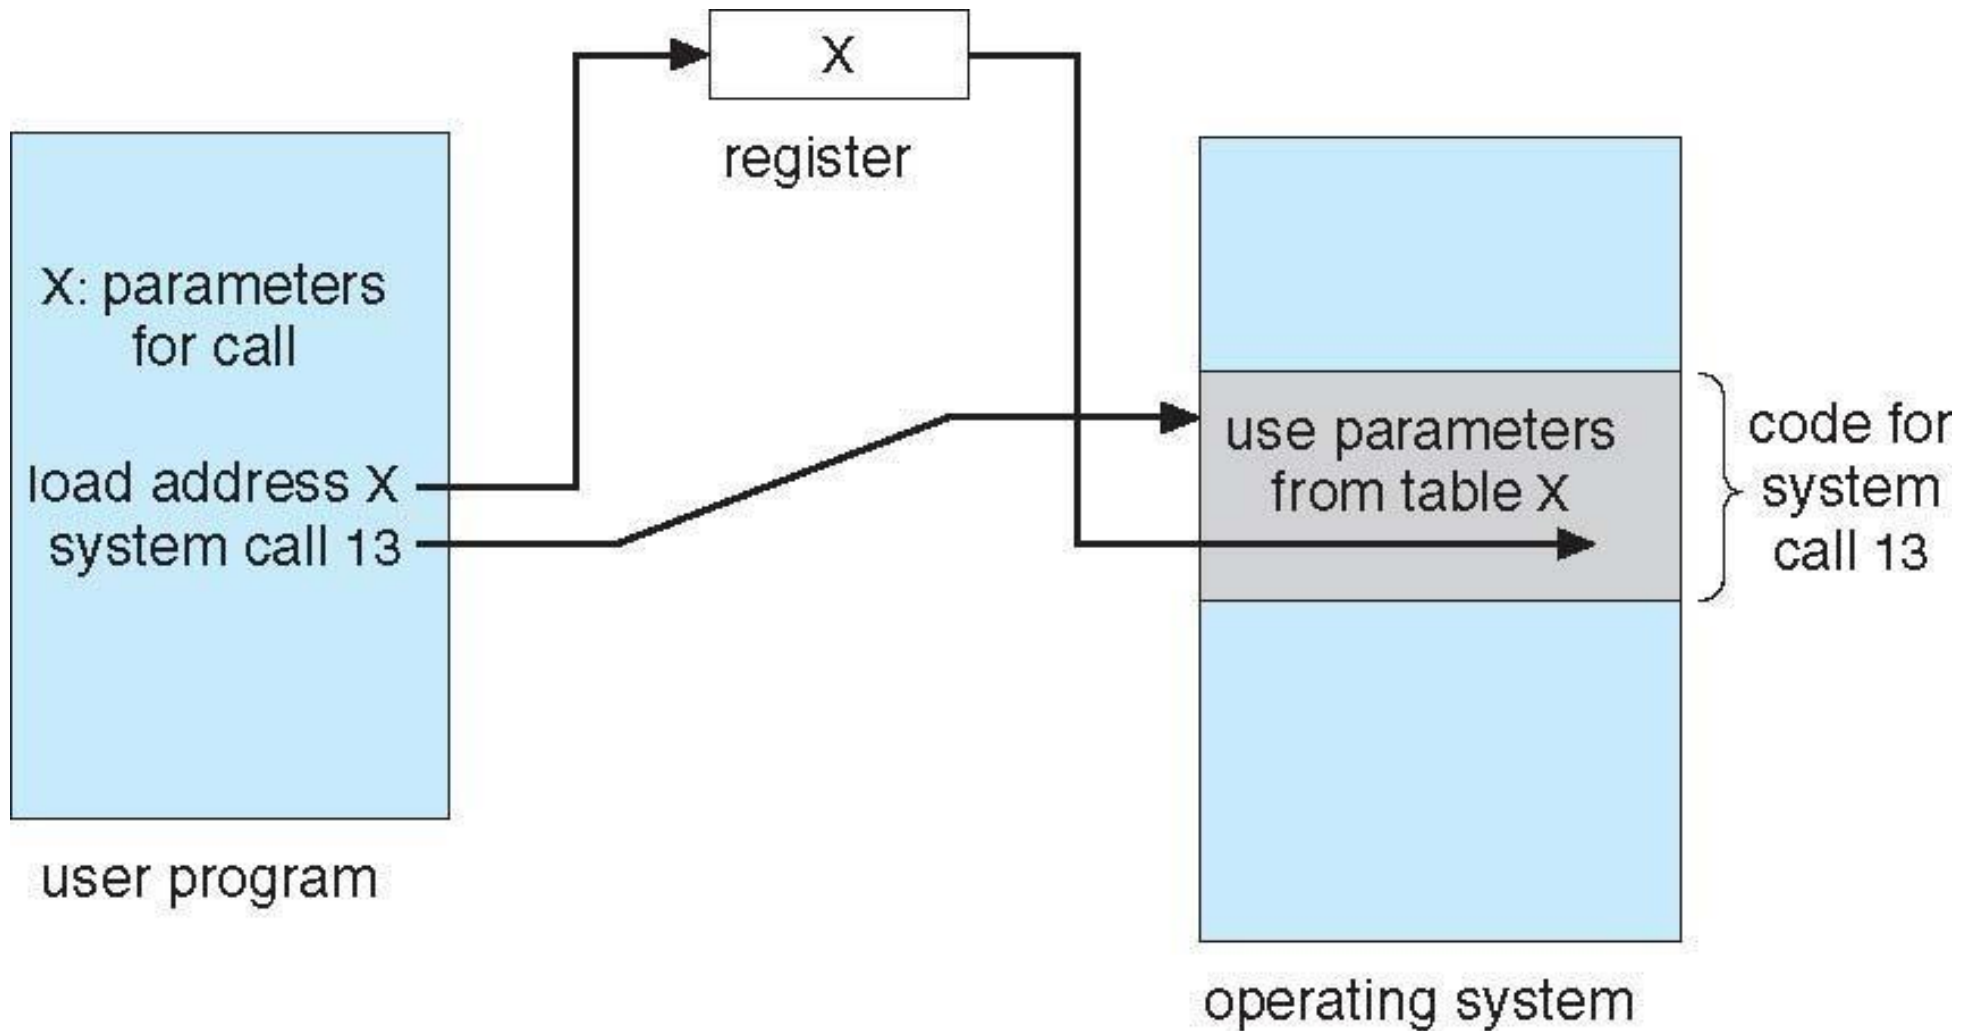 X
register
X: parameters
for call
load address X
system call 13
user program
use parameters
from table X
code for
system
call 13
operating system